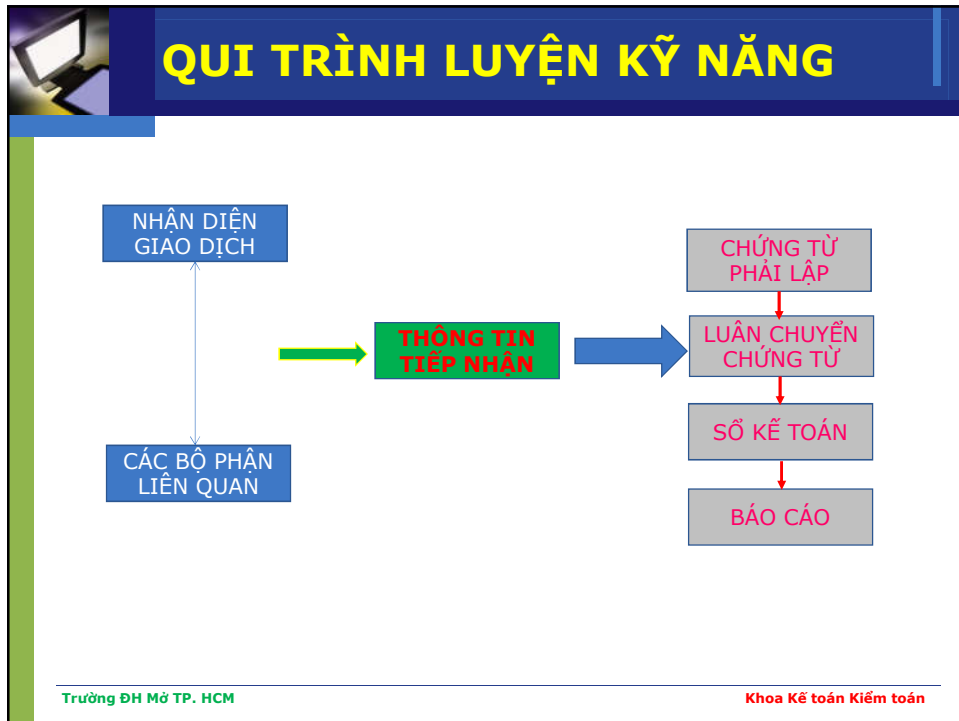 QUI TRÌNH LUYỆN KỸ NĂNG
NHẬN DIỆN
GIAO DỊCH
CÁC BỘ PHẬN
LIÊN QUAN
THÔNG TIN
TIẾP NHẬN
CHỨNG TỪ
PHẢI LẬP
LUÂN CHUYỂN
CHỨNG TỪ
SỔ KẾ TOÁN
BÁO CÁO
Trường ĐH Mở TP. HCM
Khoa Kế toán Kiểm toán